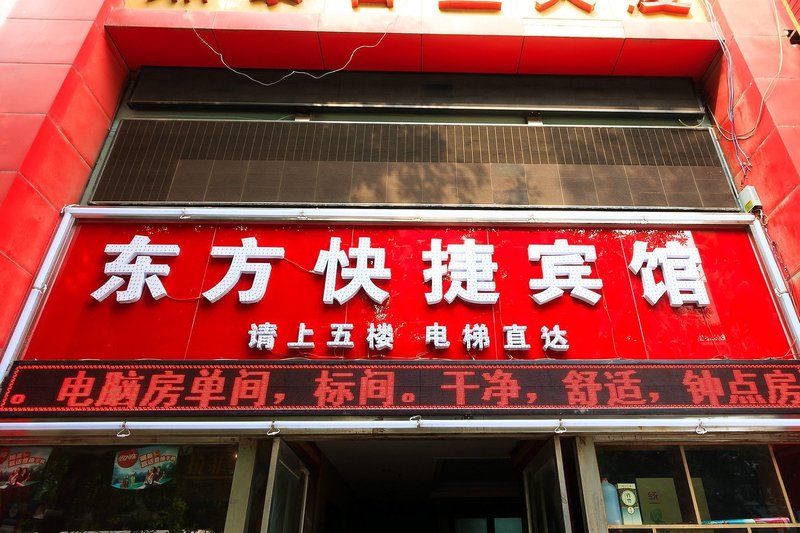 东方快捷宾馆
请上五楼 电梯直达
。电脑房单间，标间。干净，舒适，钟点房